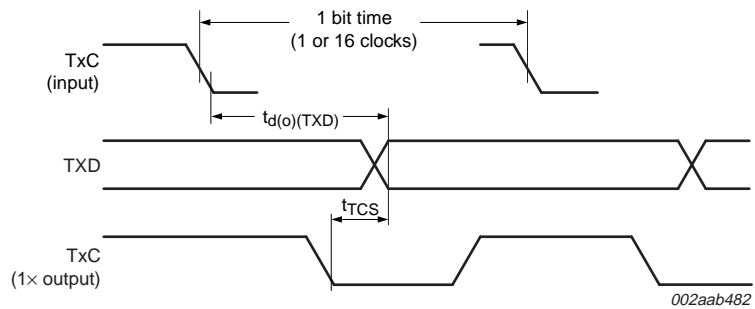 1 bit time
(1 or 16 clocks)
TxC
(input)
td(o)(TXD)
TXD
tTCS
TxC
(1× output)
002aab482